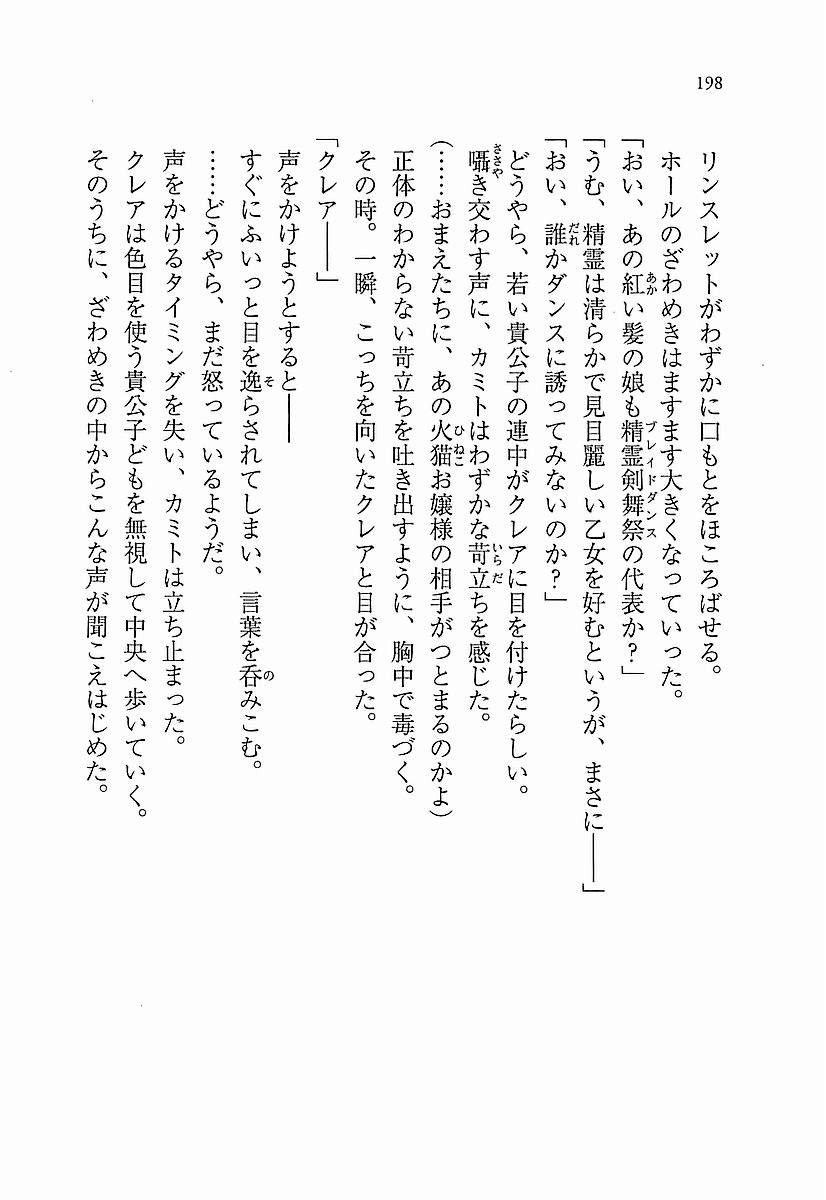 198
リンスレットがわずかに口もとをほころばせる。
ホールのざわめきはますます大きくなっていった。
「おい、あの紅い髪の娘も精霊剣舞祭の代表か？」
「うむ、精霊は清らかで見目麗しい乙女を好むというが、まさに――」
「おい、誰かダンスに誘ってみないのか？」
どうやら、若い貴公子の連中がクレアに目を付けたらしい。
囁き交わす声に、カミトはわずかな苛立ちを感じた。
（……おまえたちに、あの火猫お嬢様の相手がつとまるのかよ）
正体のわからない苛立ちを吐き出すように、胸中で毒づく。
その時。一瞬、こっちを向いたクレアと目が合った。
「クレア――」
声をかけようとすると――
すぐにふいっと目を逸らされてしまい、言葉を呑みこむ。
……どうやら、まだ怒っているようだ。
声をかけるタイミングを失い、カミトは立ち止まった。
クレアは色目を使う貴公子どもを無視して中央へ歩いていく。
そのうちに、ざわめきの中からこんな声が聞こえはじめた。